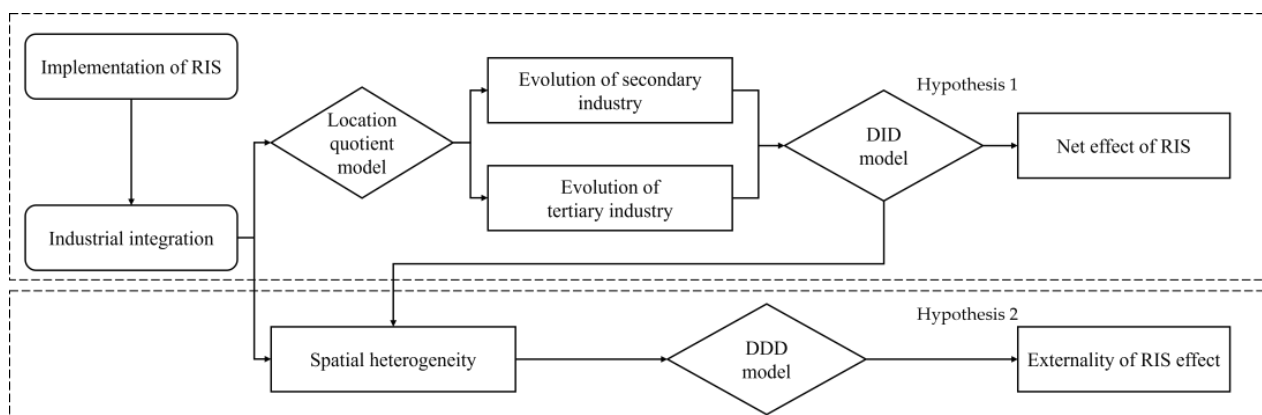 Implementation of RIS
Industrial integration
Location
quotient
model
Evolution of secondary
industry
Evolution of
tertiary industry
DID
model
Hypothesis 1
Net effect of RIS
Spatial heterogeneity
DDD
model
Hypothesis 2
Externality of RIS effect